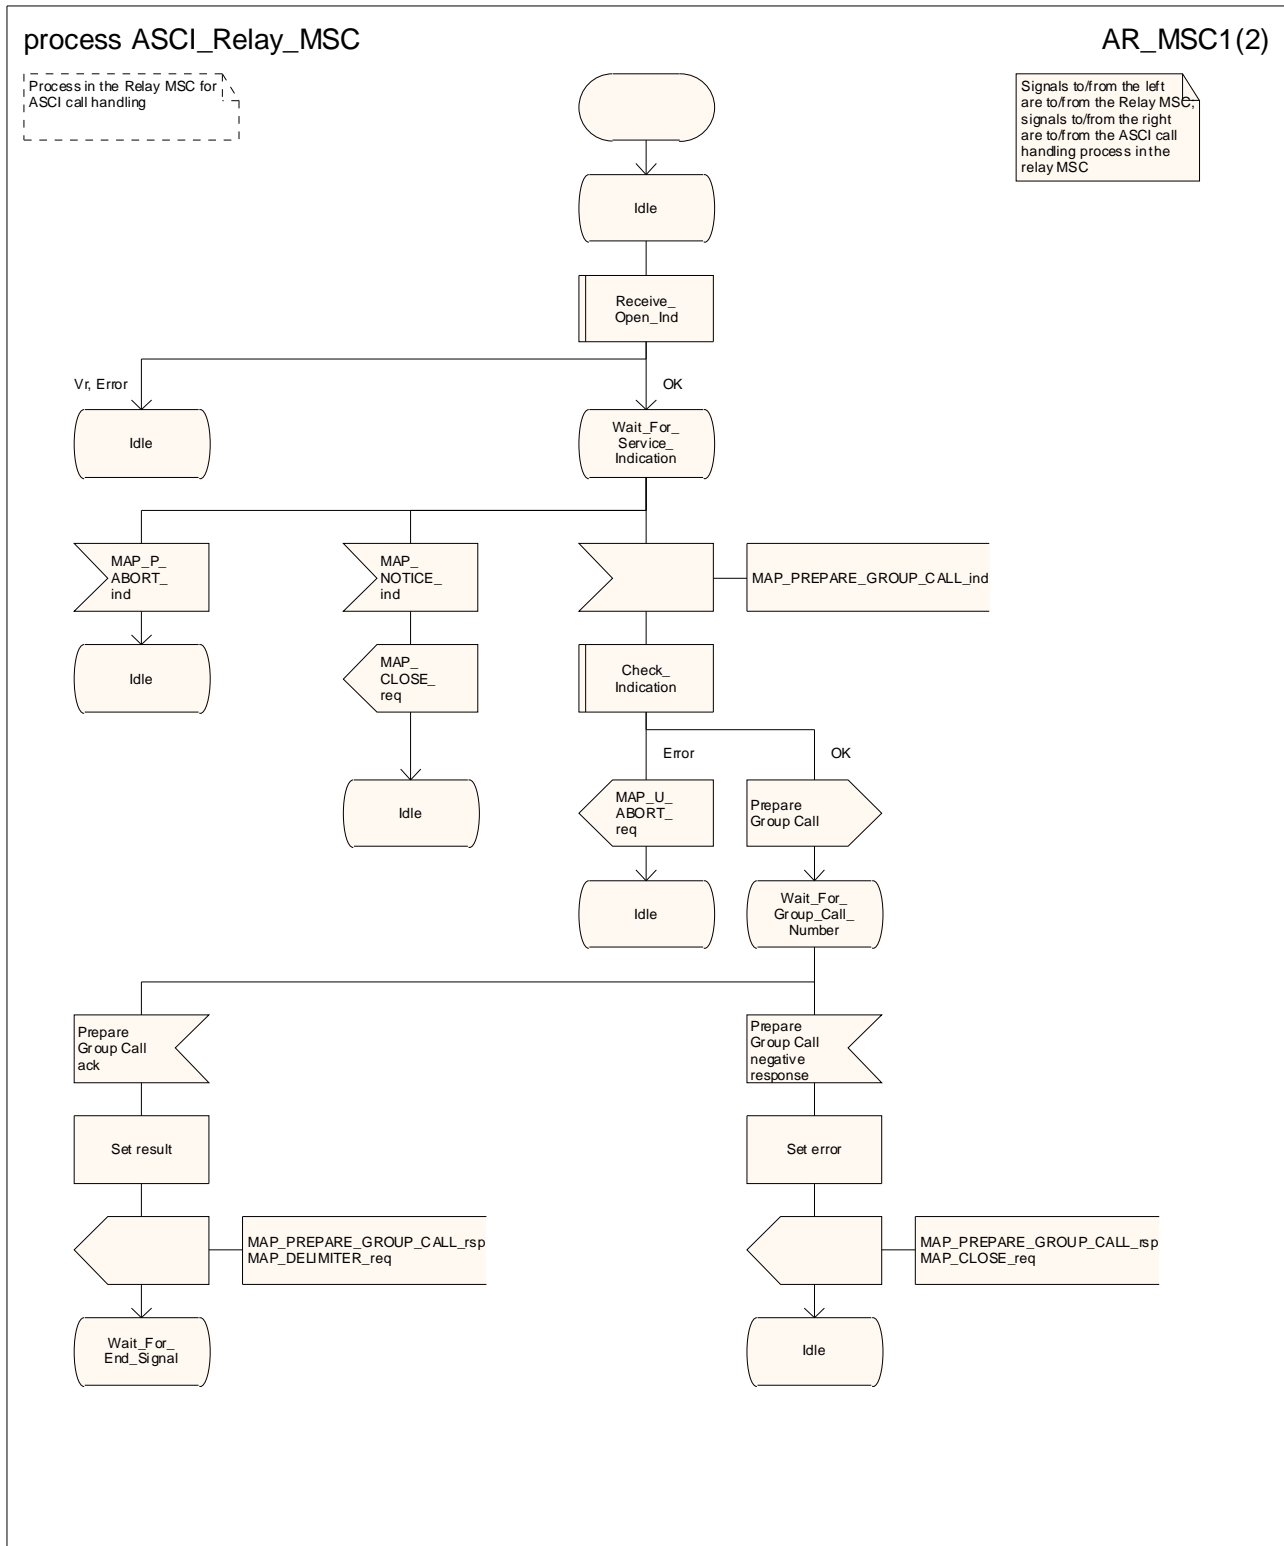 process ASCI_Relay_MSC
AR_MSC1(2)
Process in the Relay MSC for
ASCI call handling
Signals to/from the left
are to/from the Relay MSC,
signals to/from the right
are to/from the ASCI call
handling process in the
relay MSC
Idle
Receive_
Open_Ind
Vr, Error
OK
Idle
Wait_For_
Service_
Indication
MAP_P_
ABORT_
ind
MAP_
NOTICE_
ind
MAP_PREPARE_GROUP_CALL_ind
Idle
MAP_
CLOSE_
req
Check_
Indication
Error
OK
Idle
MAP_U_
ABORT_
req
Prepare
Group Call
Idle
Wait_For_
Group_Call_
Number
Prepare
Group Call
ack
Prepare
Group Call
negative
response
Set result
Set error
MAP_PREPARE_GROUP_CALL_rsp
MAP_DELIMITER_req
MAP_PREPARE_GROUP_CALL_rsp
MAP_CLOSE_req
Wait_For_
End_Signal
Idle